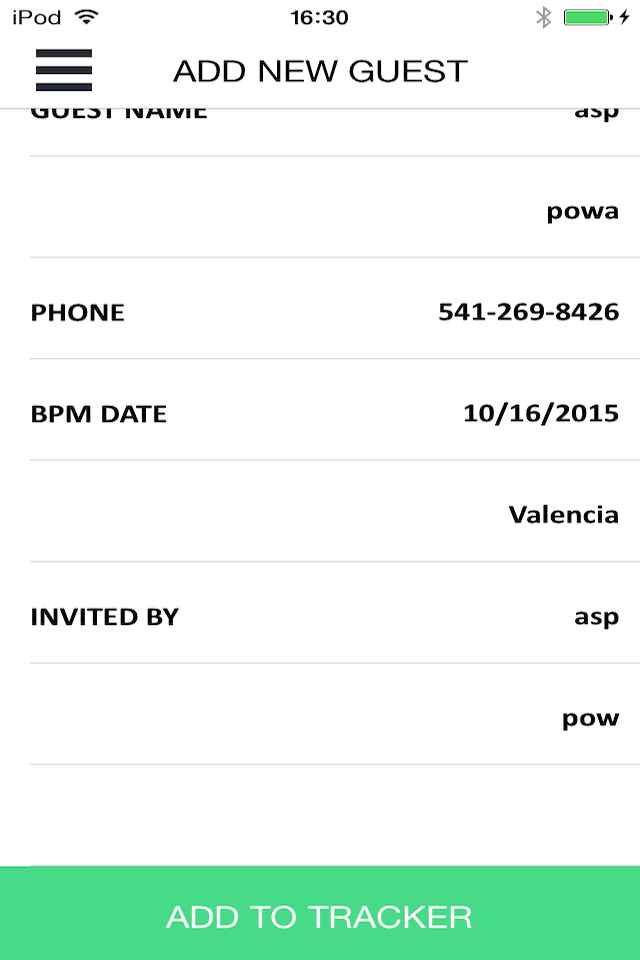 iPod 16:30
ADD NEW GUEST
GUEST NAME asp
powa
PHONE 541-269-8426
BPM DATE 10/16/2015
Valencia
INVITED BY asp
pow
ADD TO TRACKER